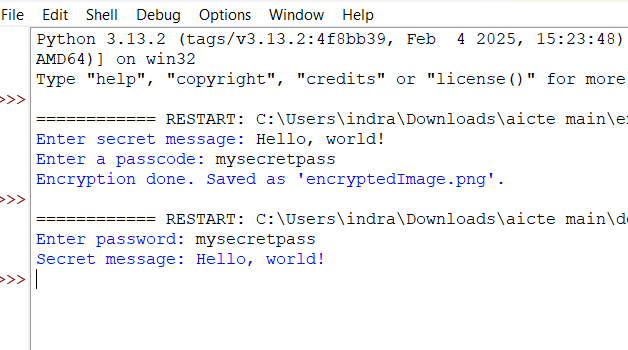 File Edit Shell Debug Options Window Help
Python 3.13.2 (tags/v3.13.2:4f8bb39, Feb  4 2025, 15:23:48)
AMD64)] on win32
Type "help", "copyright", "credits" or "license()" for more
>>>
============ RESTART: C:\Users\indra\Downloads\aicte main\e
Enter secret message: Hello, world!
Enter a passcode: mysecretpass
Encryption done. Saved as 'encryptedImage.png'.
>>>
============ RESTART: C:\Users\indra\Downloads\aicte main\d
Enter password: mysecretpass
Secret message: Hello, world!
>>>